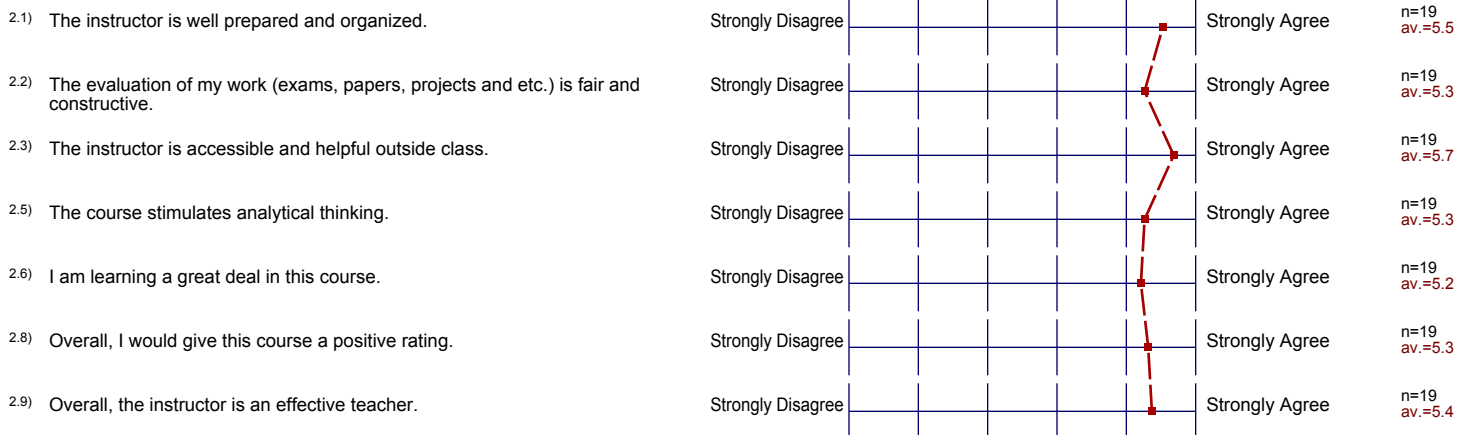 2.1) The instructor is well prepared and organized. Strongly Disagree Strongly Agree n=19
av.=5.5
2.2) The evaluation of my work (exams, papers, projects and etc.) is fair and Strongly Disagree Strongly Agree n=19
constructive. av.=5.3
2.3) The instructor is accessible and helpful outside class. Strongly Disagree Strongly Agree n=19
av.=5.7
2.5) The course stimulates analytical thinking. Strongly Disagree Strongly Agree n=19
av.=5.3
2.6) I am learning a great deal in this course. Strongly Disagree Strongly Agree n=19
av.=5.2
2.8) Overall, I would give this course a positive rating. Strongly Disagree Strongly Agree n=19
av.=5.3
2.9) Overall, the instructor is an effective teacher. Strongly Disagree Strongly Agree n=19
av.=5.4